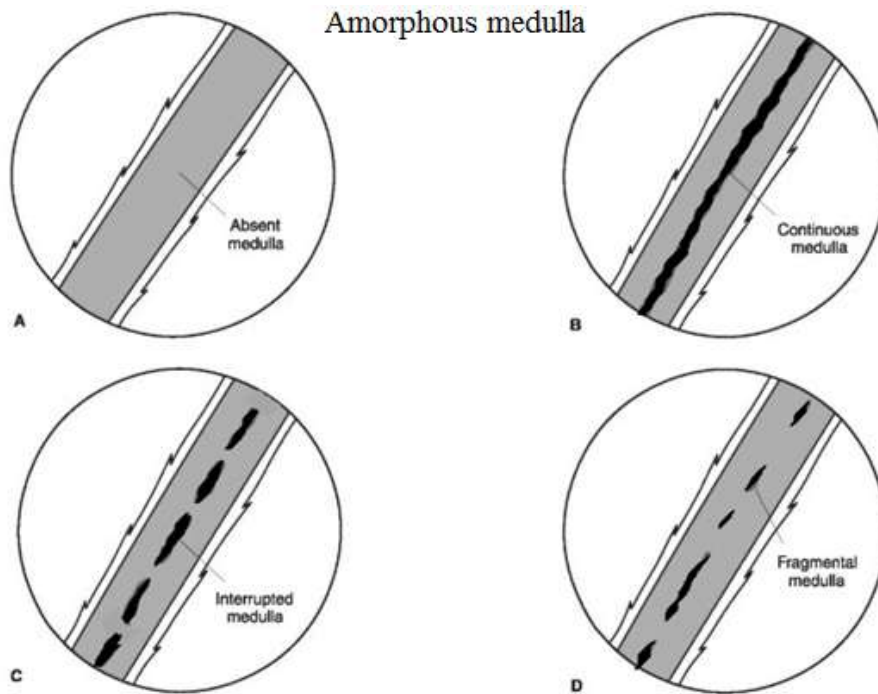 Amorphous medulla
Absent
medulla
A
Continuous
medulla
B
Interrupted
medulla
C
Fragmental
medulla
D